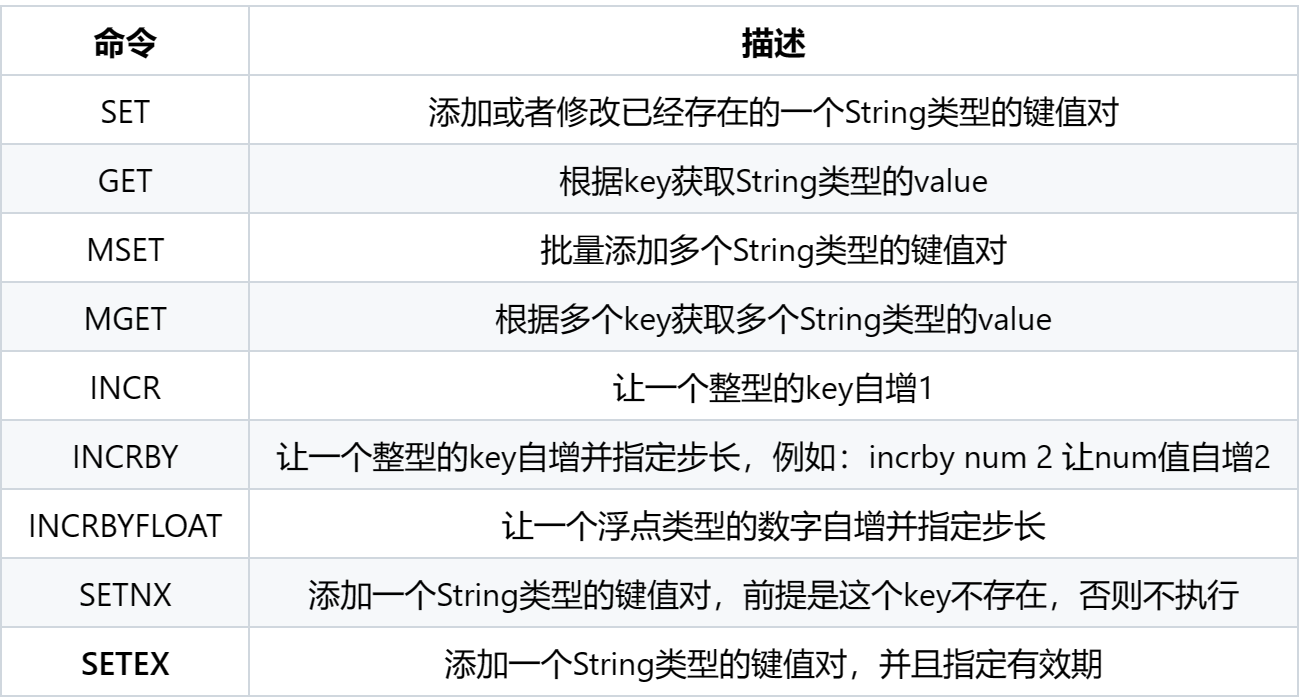 命令 描述
SET 添加或者修改已经存在的一个String类型的键值对
GET 根据key获取String类型的value
MSET 批量添加多个String类型的键值对
MGET 根据多个key获取多个String类型的value
INCR 让一个整型的key自增1
INCRBY 让一个整型的key自增并指定步长，例如：incrby num 2 让num值自增2
INCRBYFLOAT 让一个浮点类型的数字自增并指定步长
SETNX 添加一个String类型的键值对，前提是这个key不存在，否则不执行
SETEX 添加一个String类型的键值对，并且指定有效期